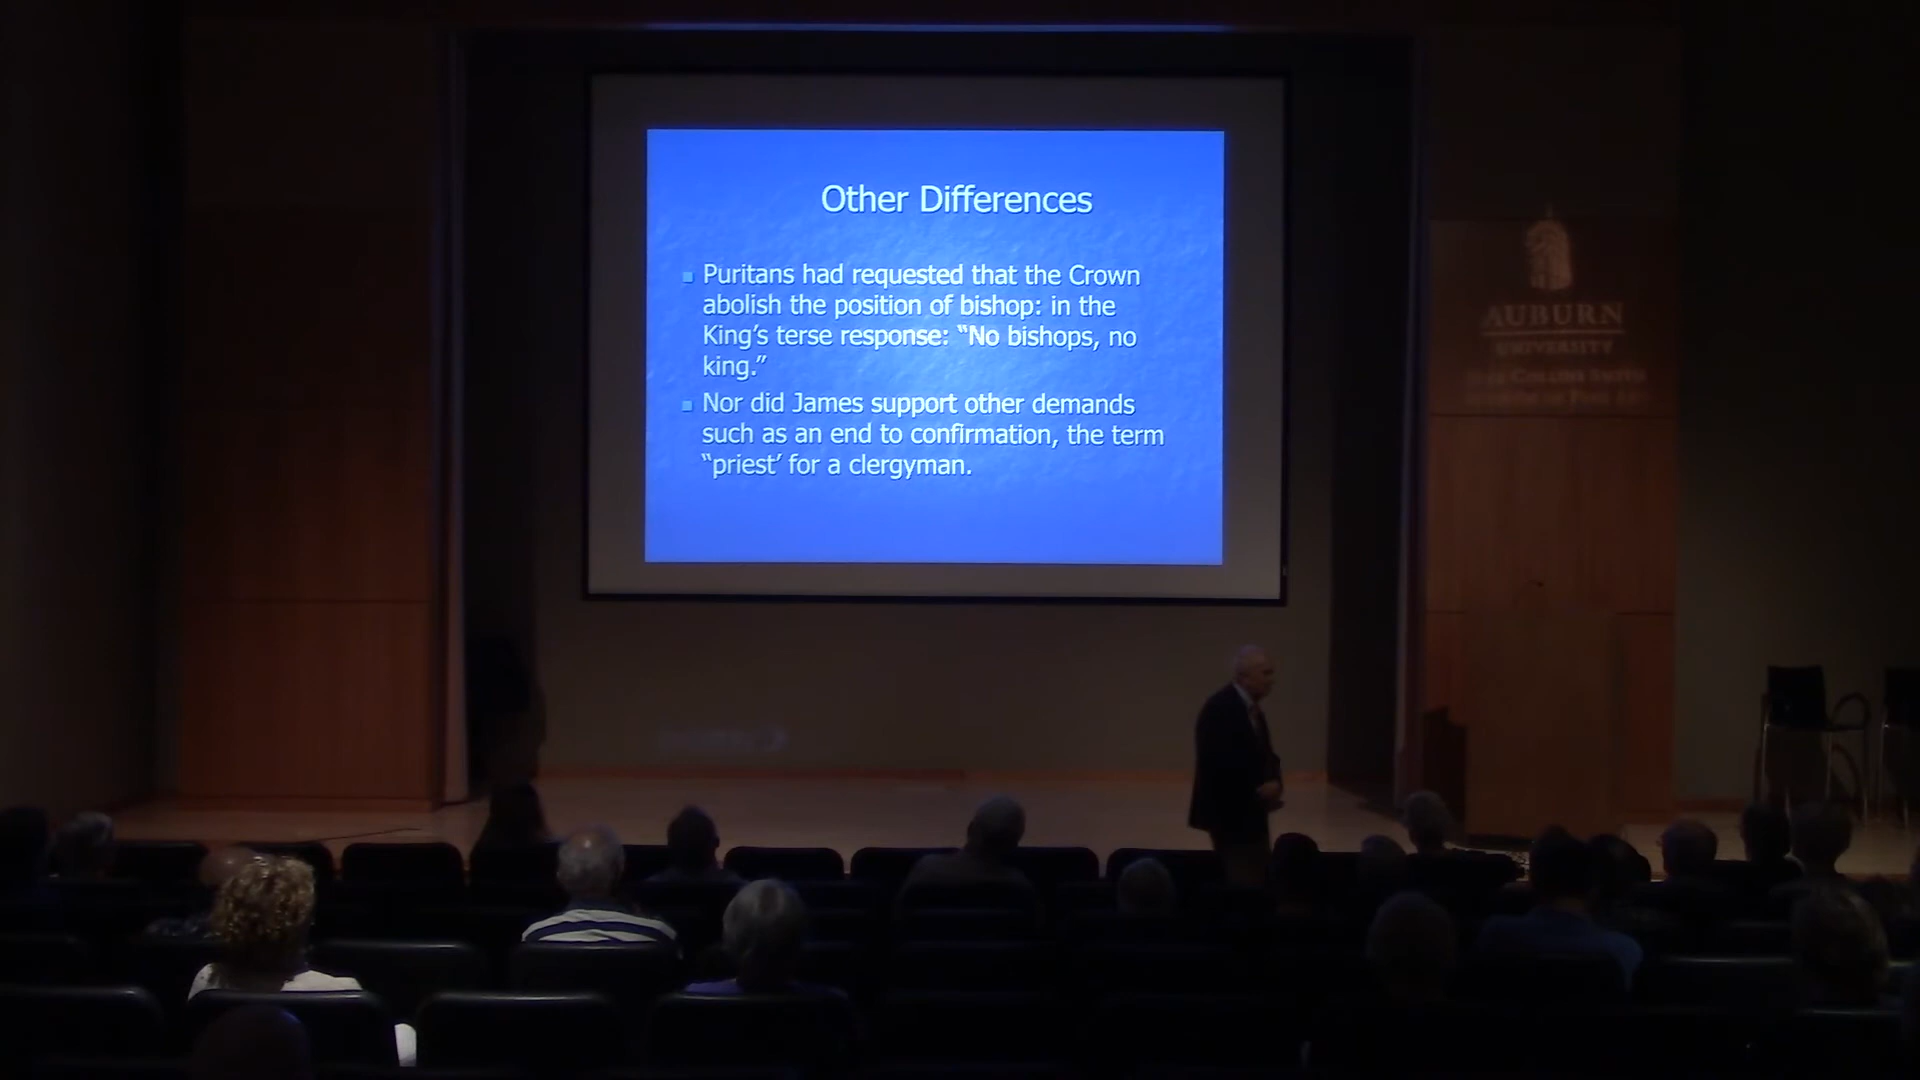 Other Differences
Puritans had requested that the Crown
abolish the position of bishop: in the
King’s terse response: “No bishops, no
king.”
Nor did James support other demands
such as an end to confirmation, the term
“priest’ for a clergyman.
AUBURN
UNIVERSITY